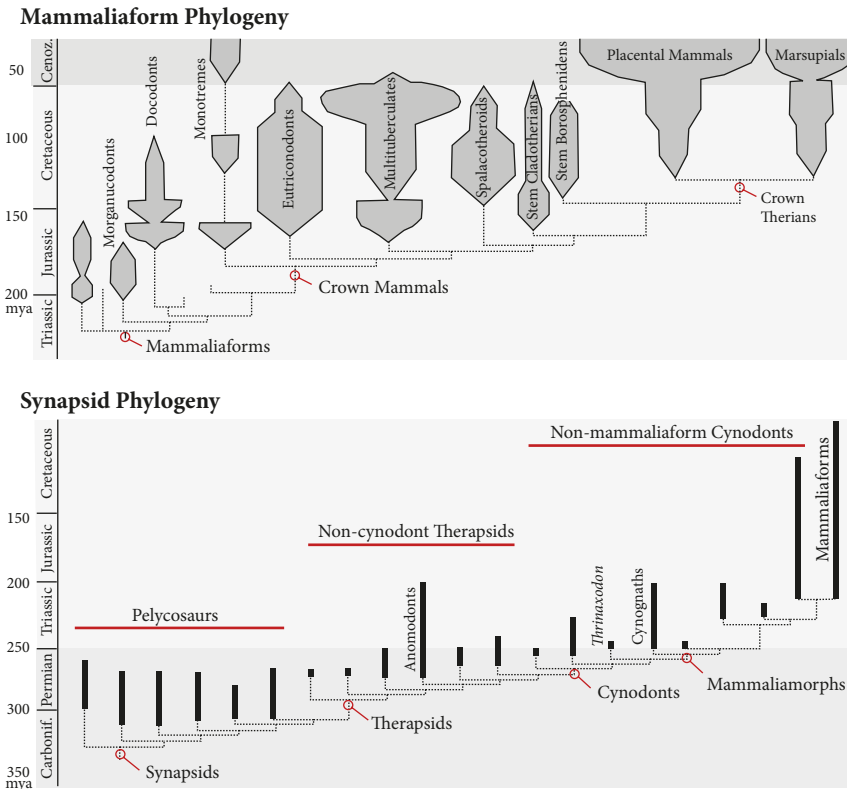 Mammaliaform Phylogeny
Cenoz.
Cretaceous
Jurassic
Triassic
50
100
150
200
mya
Morganucodonts
Docodonts
Monotremes
Eutriconodonts
Multituberculates
Spalacotheroids
Stem Cladotherians
Stem Borosphenidens
Placental Mammals
Marsupials
Crown
Therians
Crown Mammals
Mammaliaforms
Synapsid Phylogeny
Cretaceous
Jurassic
Triassic
Permian
Carbonif.
150
200
250
300
350
mya
Non-mammaliaform Cynodonts
Non-cynodont Therapsids
Pelycosaurs
Anomodonts
Thrinaxodon
Cynognaths
Mammaliaforms
Mammaliamorphs
Cynodonts
Therapsids
Synapsids